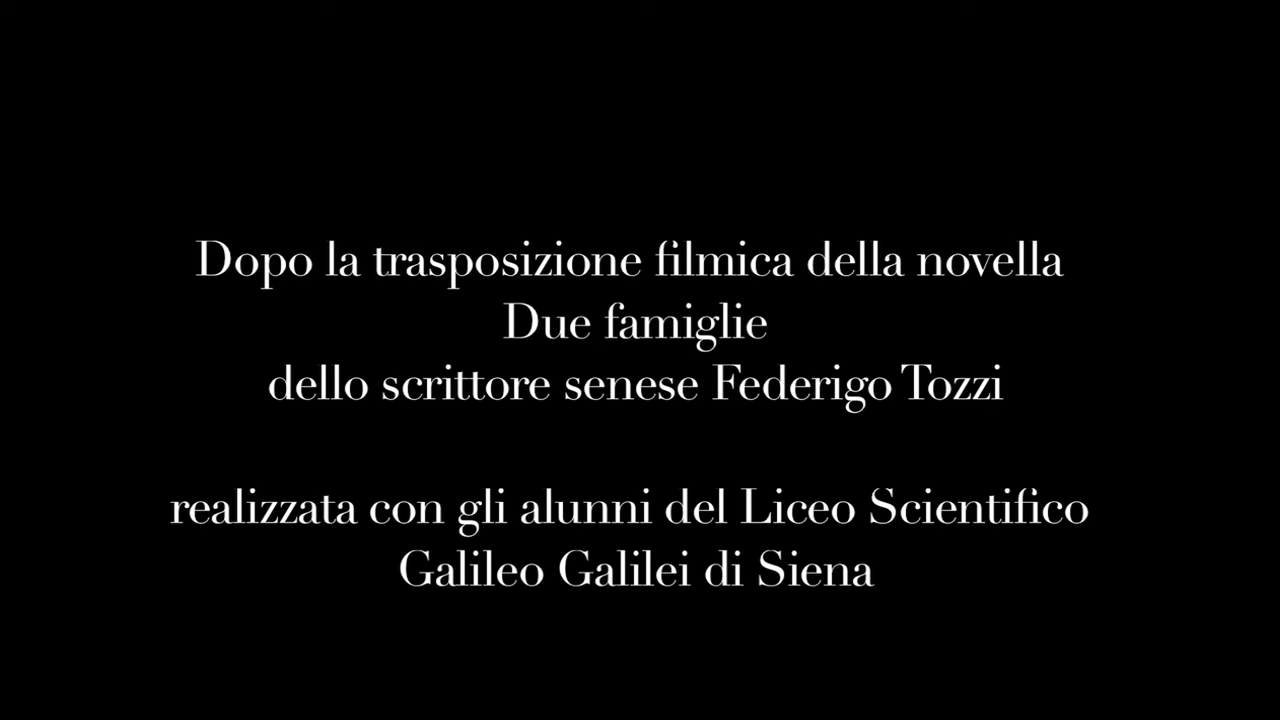 Dopo la trasposizione filmica della novella
Due famiglie
dello scrittore senese Federigo Tozzi
realizzata con gli alunni del Liceo Scientifico
Galileo Galilei di Siena